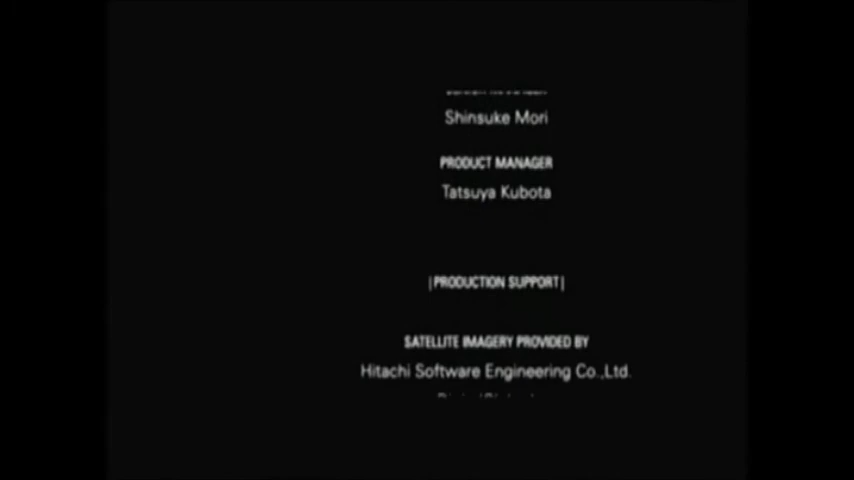 Shinsuke Mori
PRODUCT MANAGER
Tatsuya Kubota
|PRODUCTION SUPPORT|
SATELLITE IMAGERY PROVIDED BY
Hitachi Software Engineering Co.,Ltd.